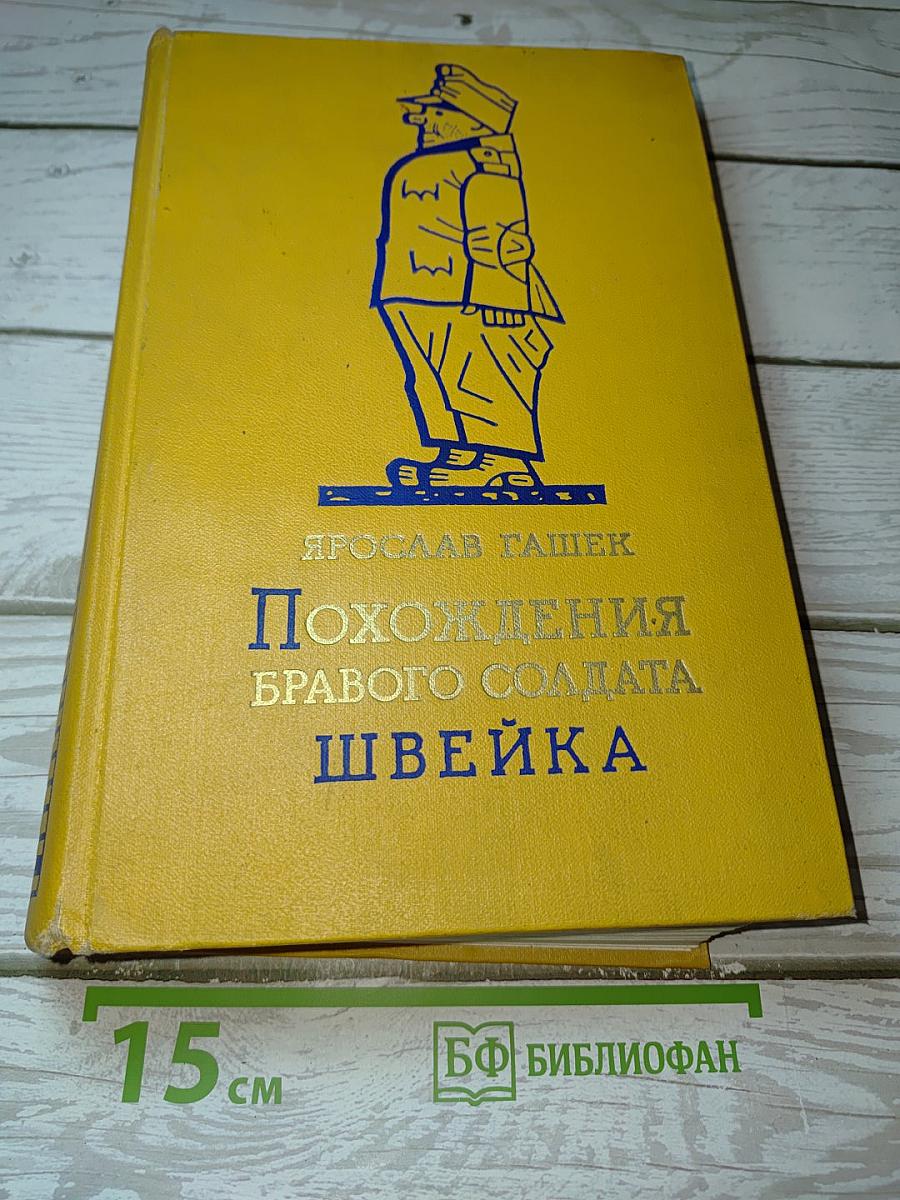 ЯРОСЛАВ ГАШЕК
ПОХОЖДЕНИЯ
БРАВОГО СОЛДАТА
ШВЕЙКА
15 см
БФ БИБЛИОФАН